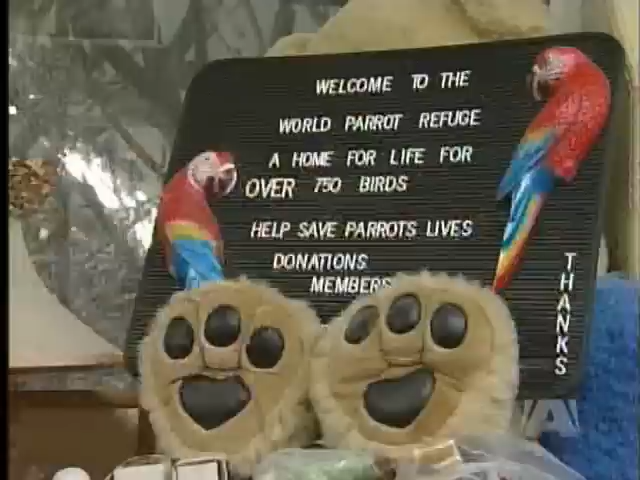 WELCOME TO THE
WORLD PARROT REFUGE
A HOME FOR LIFE FOR
OVER 750 BIRDS
HELP SAVE PARROTS LIVES
DONATIONS
MEMBERS
THANKS